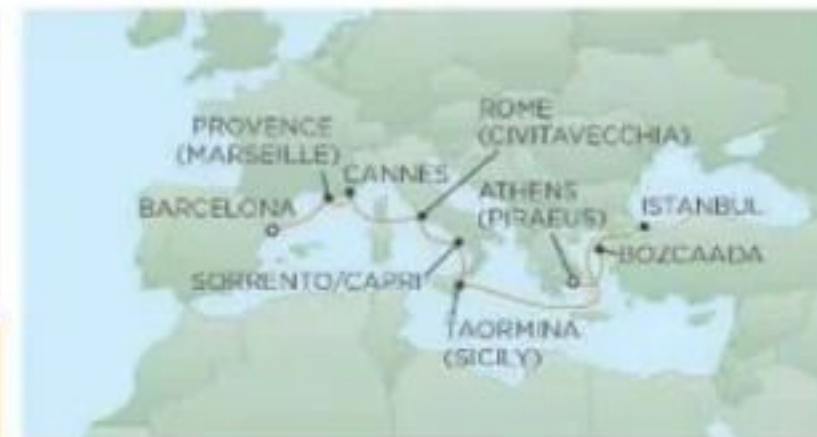 ROME
(CIVITAVECCHIA)
PROVENCE
(MARSEILLE)
CANNES
ATHENS
(PIRAEUS)
BARCELONA
ISTANBUL
BOZCAADA
SORRENTO/CAPRI
TAORMINA
(SICILY)